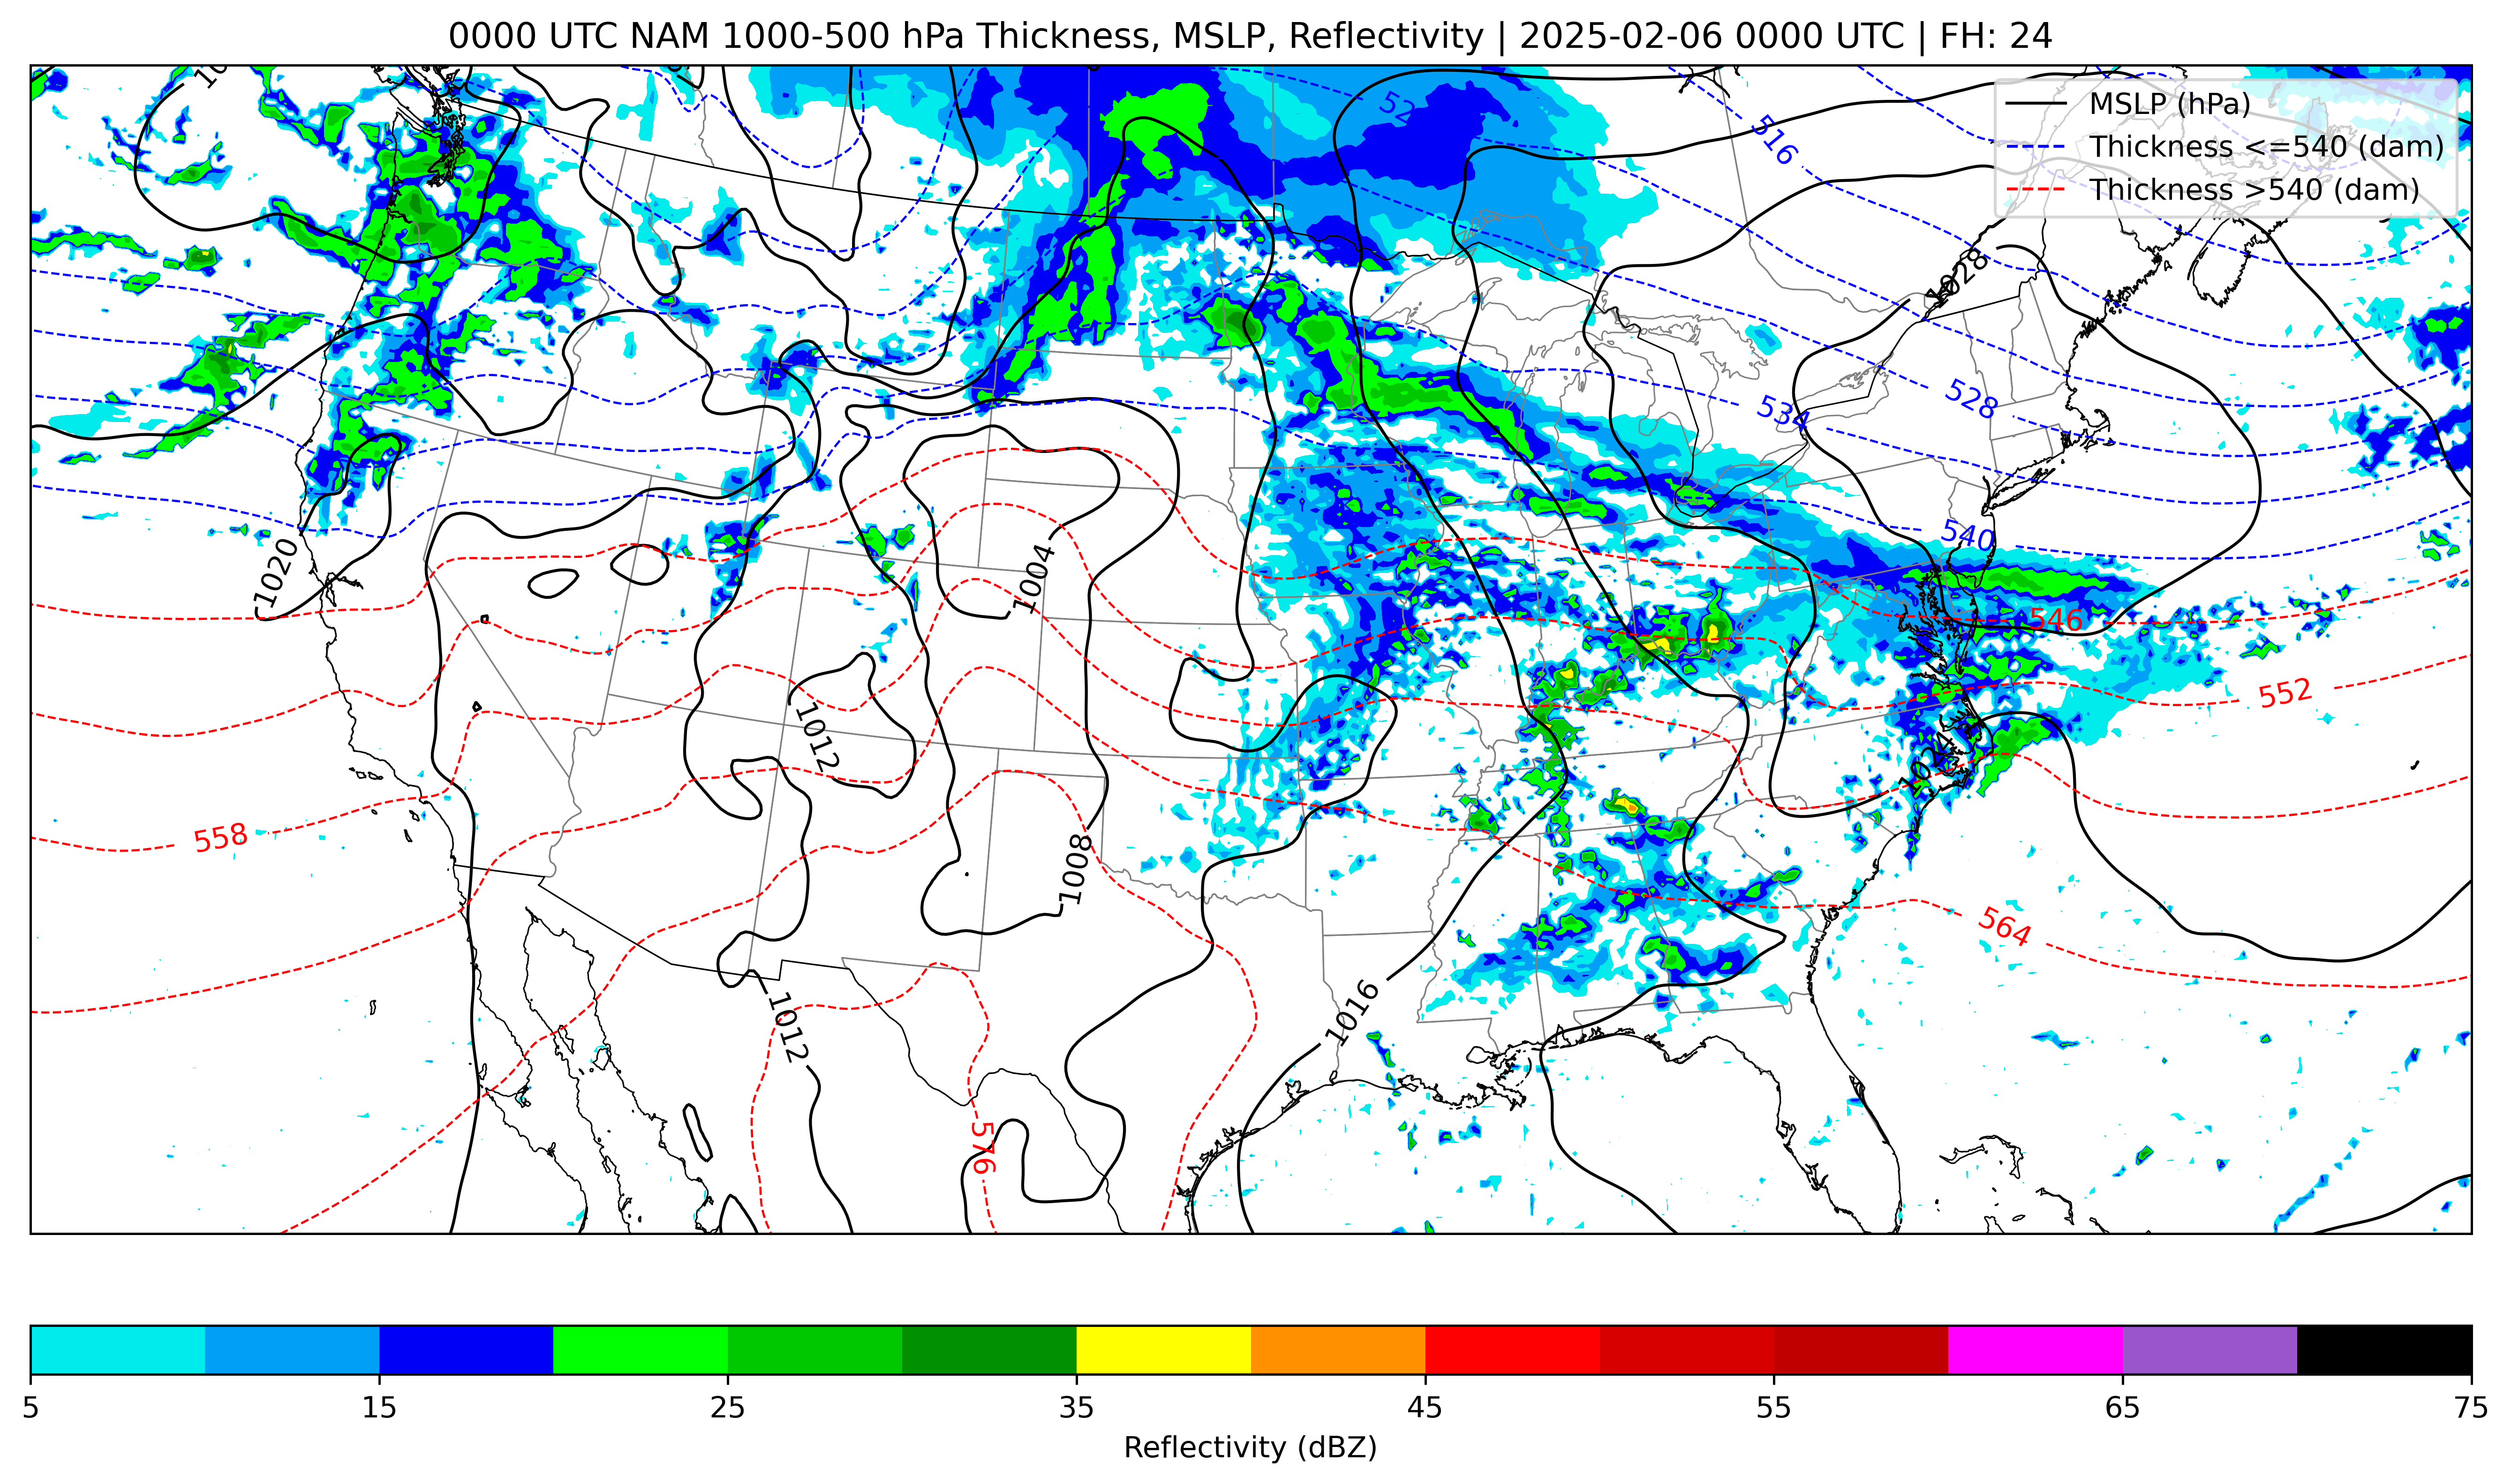 0000 UTC NAM 1000-500 hPa Thickness, MSLP, Reflectivity | 2025-02-06 0000 UTC | FH: 24
MSLP (hPa)
Thickness <=540 (dam)
Thickness >540 (dam)
516
1028
528
534
540
1020
1004
546
552
1012
1024
558
1008
564
1016
1012
576
5 15 25 35 45 55 65 75
Reflectivity (dBZ)